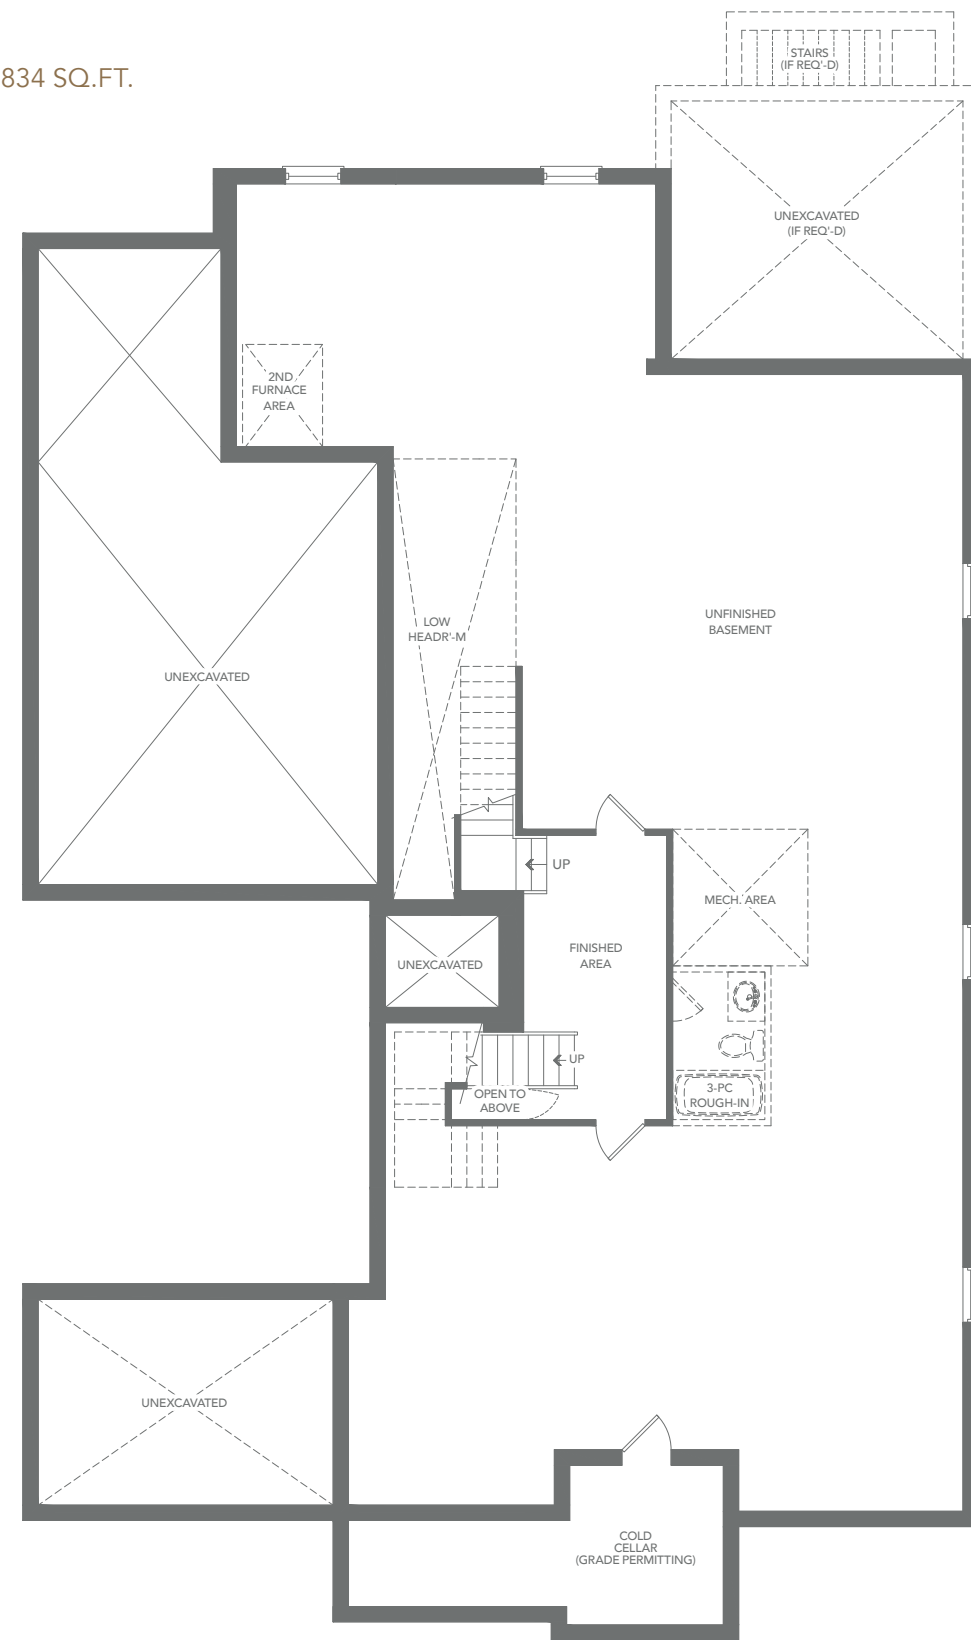 834 SQ.FT.
STAIRS
(IF REQ'-D)
UNEXCAVATED
(IF REQ'-D)
2ND
FURNACE
AREA
LOW
HEADR'-M
UNFINISHED
BASEMENT
UNEXCAVATED
UP
MECH. AREA
FINISHED
AREA
UNEXCAVATED
UP
OPEN TO
ABOVE
3-PC
ROUGH-IN
UNEXCAVATED
COLD
CELLAR
(GRADE PERMITTING)